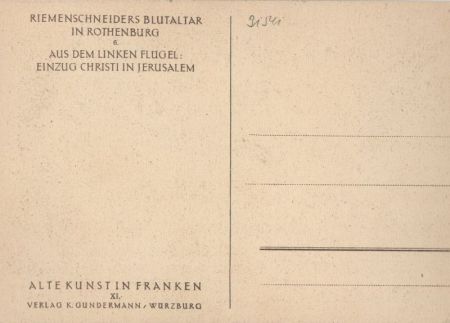 RIEMENSCHNEIDERS BLUTALTAR
IN ROTHENBURG
6.
AUS DEM LINKEN FLÜGEL:
EINZUG CHRISTI IN JERUSALEM
ALTE KUNST IN FRANKEN
XI.
VERLAG K. GUNDERMANN / WÜRZBURG